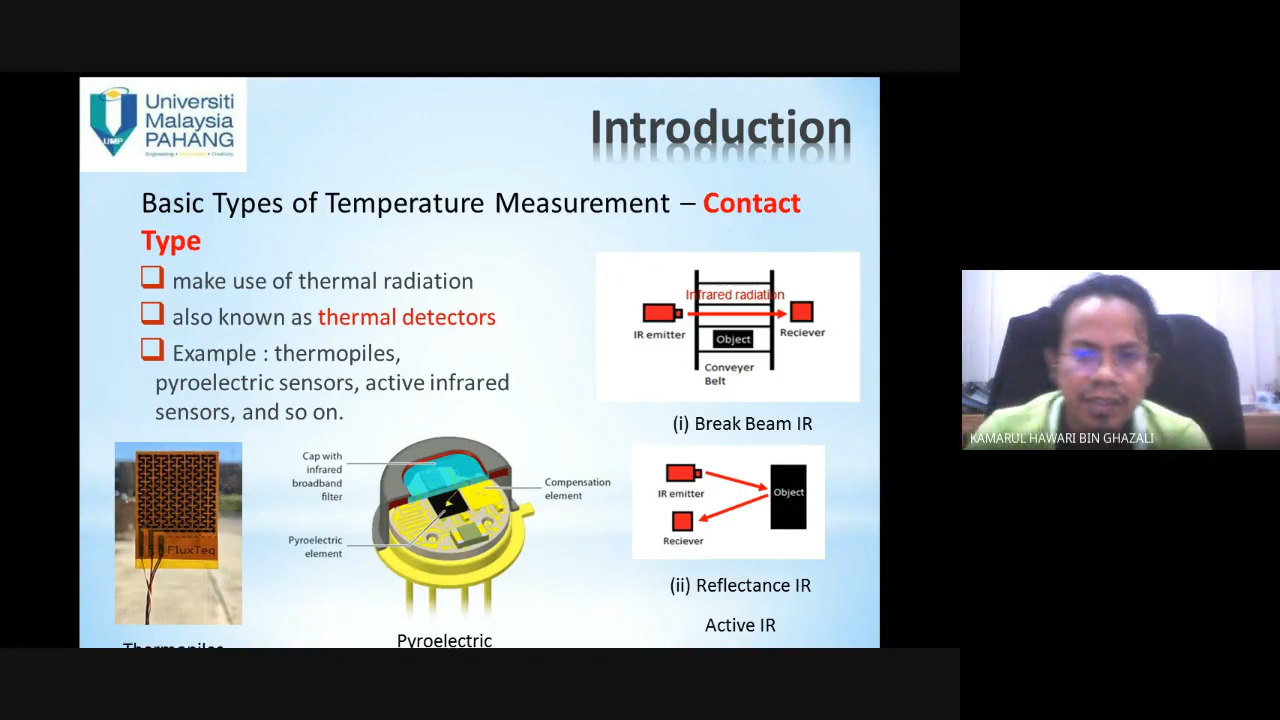 Universiti
Malaysia
PAHANG
UMP
Introduction
Basic Types of Temperature Measurement – Contact
Type
make use of thermal radiation
also known as thermal detectors
Example : thermopiles,
pyroelectric sensors, active infrared
sensors, and so on.
Infrared radiation
IR emitter
Reciever
Object
Conveyer
Belt
(i) Break Beam IR
IR emitter
Object
Reciever
(ii) Reflectance IR
Active IR
FluxTeq
Thermopiles
Cap with
infrared
broadband
filter
Compensation
element
Pyroelectric
element
Pyroelectric
KAMARUL HAWARI BIN GHAZALI